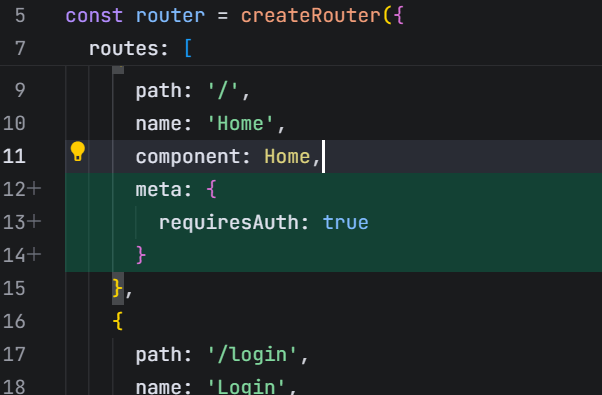 5 const router = createRouter({
7 routes: [
9 path: '/',
10 name: 'Home',
11 component: Home,
12+ meta: {
13+ requiresAuth: true
14+ }
15 },
16 {
17 path: '/login',
18 name: 'Login',